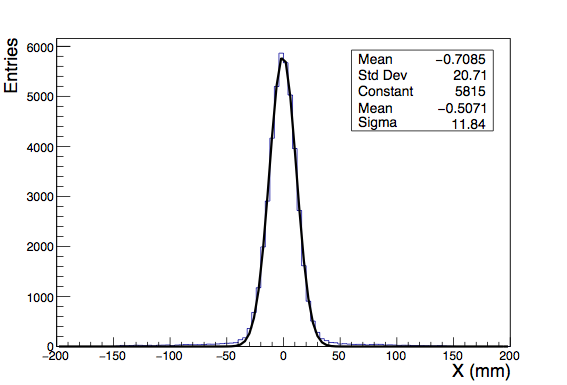 Entries
6000
5000
4000
3000
2000
1000
0
Mean −0.7085
Std Dev 20.71
Constant 5815
Mean −0.5071
Sigma 11.84
−200 −150 −100 −50 0 50 100 150 200
X (mm)